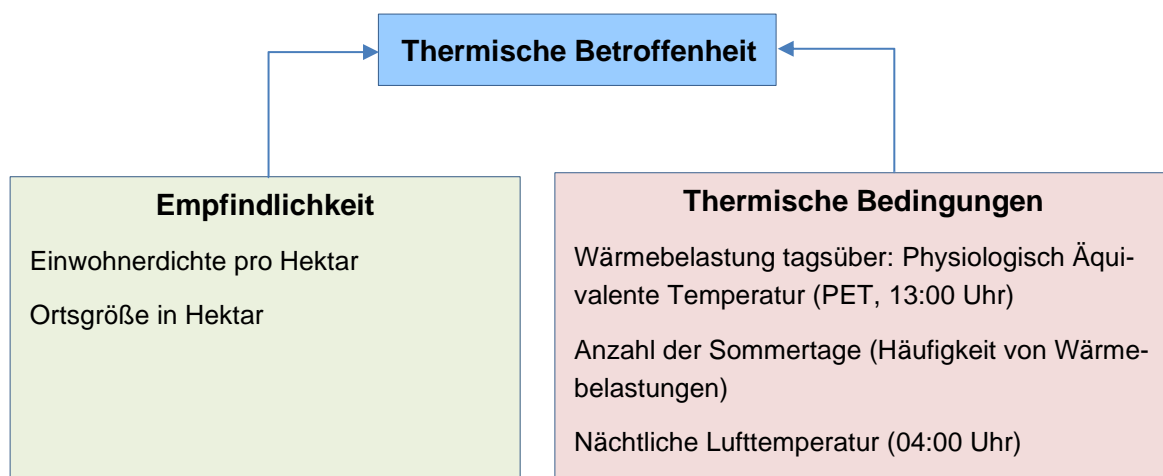 Thermische Betroffenheit
Empfindlichkeit
Einwohnerdichte pro Hektar
Ortsgröße in Hektar
Thermische Bedingungen
Wärmebelastung tagsüber: Physiologisch Äqui-
valente Temperatur (PET, 13:00 Uhr)
Anzahl der Sommertage (Häufigkeit von Wärme-
belastungen)
Nächtliche Lufttemperatur (04:00 Uhr)